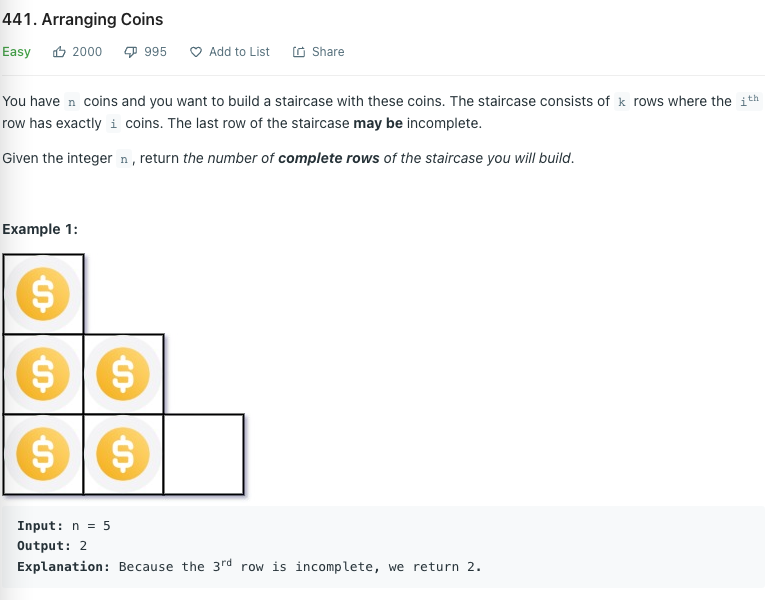 441. Arranging Coins
Easy 2000 995 Add to List Share
You have n coins and you want to build a staircase with these coins. The staircase consists of k rows where the iᵗʰ
row has exactly i coins. The last row of the staircase may be incomplete.
Given the integer n, return the number of complete rows of the staircase you will build.
Example 1:
$
$ $
$ $
Input: n = 5
Output: 2
Explanation: Because the 3ʳᵈ row is incomplete, we return 2.